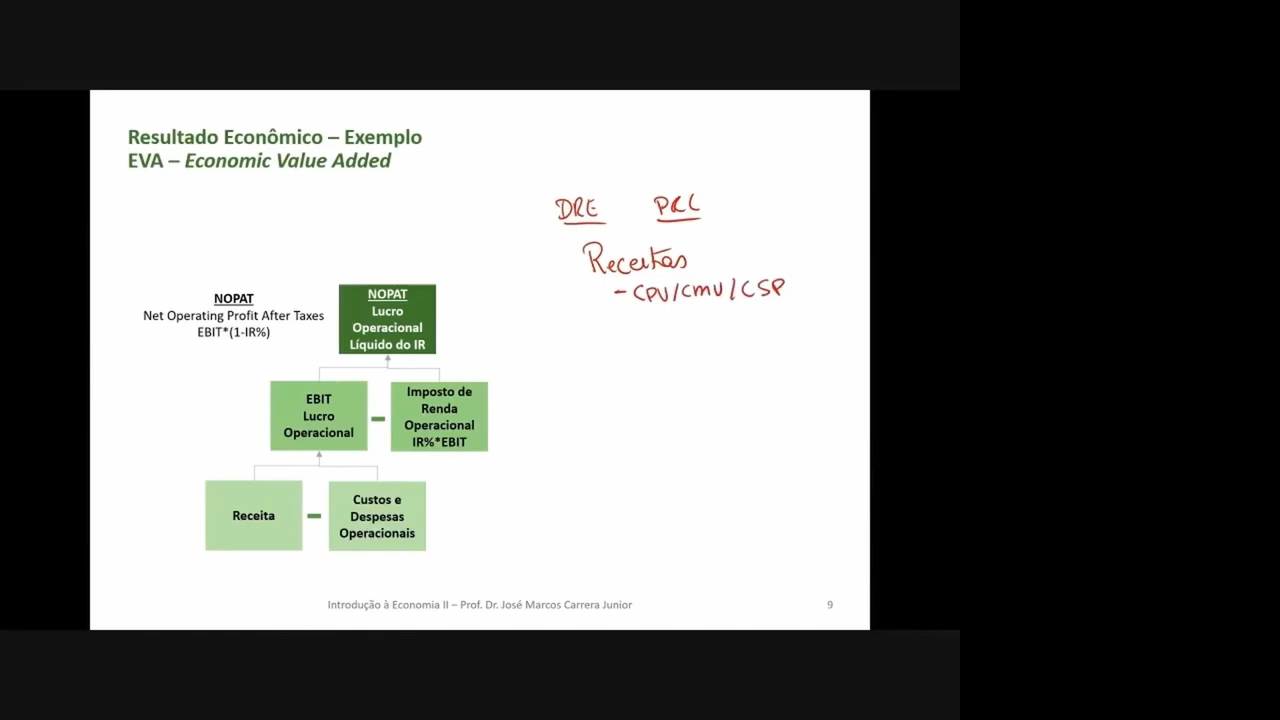 Resultado Econômico – Exemplo
EVA – Economic Value Added
DRE PRL
Receitas
- CPV/CMV/CSP
NOPAT
Net Operating Profit After Taxes
EBIT*(1-IR%)
NOPAT
Lucro
Operacional
Líquido do IR
EBIT
Lucro
Operacional
Imposto de
Renda
Operacional
IR%*EBIT
Receita
Custos e
Despesas
Operacionais
Introdução à Economia II – Prof. Dr. José Marcos Carrera Junior
9